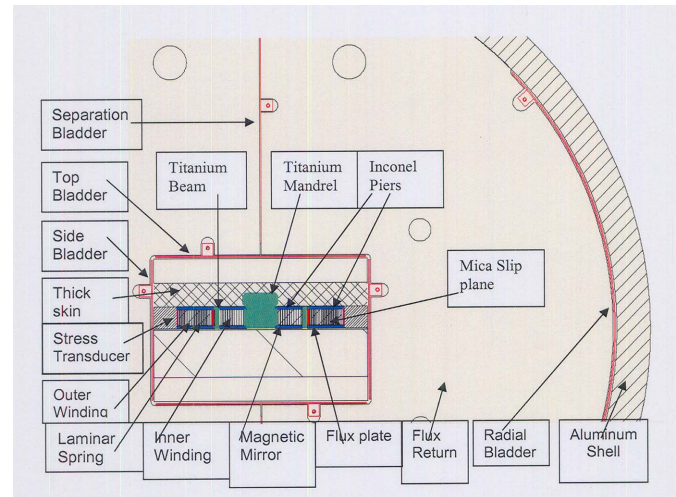 Separation
Bladder
Titanium
Beam
Titanium
Mandrel
Inconel
Piers
Top
Bladder
Side
Bladder
Mica Slip
plane
Thick
skin
Stress
Transducer
Outer
Winding
Laminar
Spring
Inner
Winding
Magnetic
Mirror
Flux plate
Flux
Return
Radial
Bladder
Aluminum
Shell